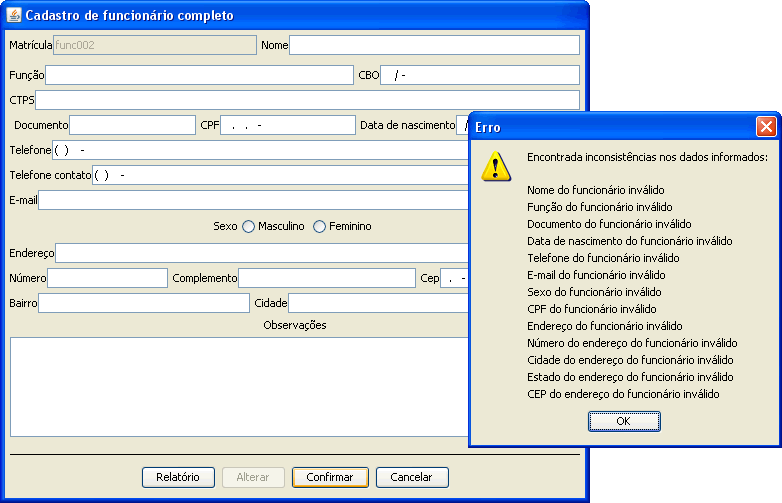 Cadastro de funcionário completo
Matrícula func002 Nome
Função CBO / -
CTPS
Documento CPF . . - Data de nascimento /
Telefone ( ) -
Telefone contato ( ) -
E-mail
Sexo Masculino Feminino
Endereço
Número Complemento Cep . -
Bairro Cidade
Observações
Relatório Alterar Confirmar Cancelar
Erro
Encontrada inconsistências nos dados informados:
Nome do funcionário inválido
Função do funcionário inválido
Documento do funcionário inválido
Data de nascimento do funcionário inválido
Telefone do funcionário inválido
E-mail do funcionário inválido
Sexo do funcionário inválido
CPF do funcionário inválido
Endereço do funcionário inválido
Número do endereço do funcionário inválido
Cidade do endereço do funcionário inválido
Estado do endereço do funcionário inválido
CEP do endereço do funcionário inválido
OK